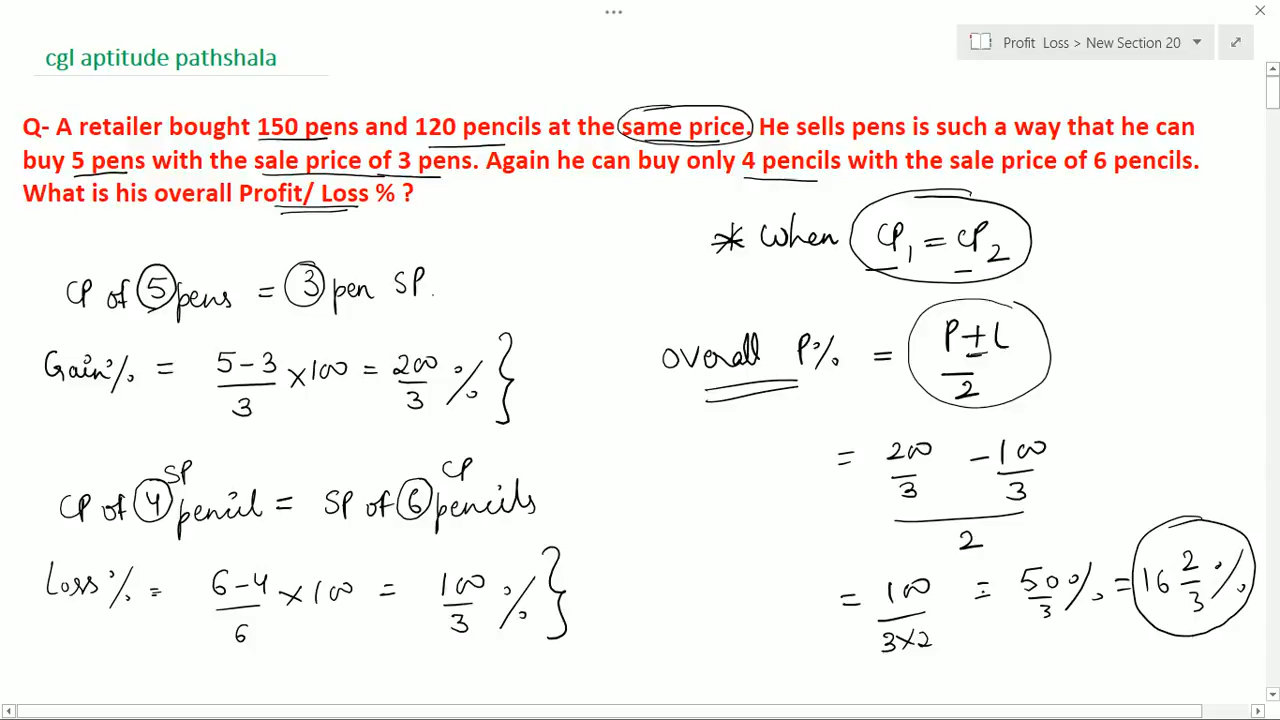 cgl aptitude pathshala
Profit Loss > New Section 20
Q- A retailer bought 150 pens and 120 pencils at the same price. He sells pens is such a way that he can
buy 5 pens with the sale price of 3 pens. Again he can buy only 4 pencils with the sale price of 6 pencils.
What is his overall Profit/ Loss % ?
* When CP1 = CP2
CP of 5 pens = 3 pen SP.
Overall P% = P+L/2
Gain% = 5-3/3 × 100 = 200/3 %
= 200/3 - 100/3 / 2
SP CP
CP of 4 pencil = SP of 6 pencils
Loss% = 6-4/6 × 100 = 100/3 %
= 100/3×2 = 50/3 % = 16 2/3 %